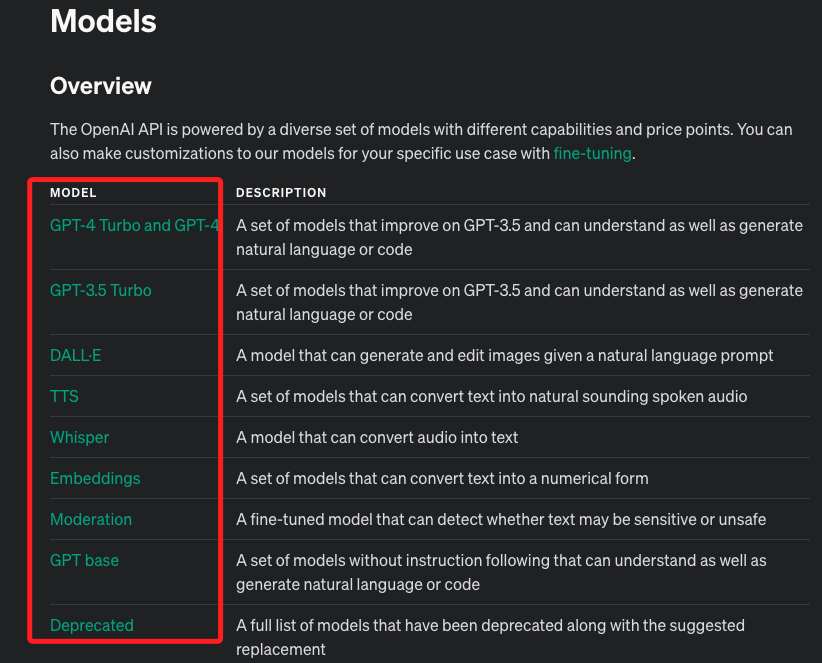 Models
Overview
The OpenAI API is powered by a diverse set of models with different capabilities and price points. You can
also make customizations to our models for your specific use case with fine-tuning.
MODEL DESCRIPTION
GPT-4 Turbo and GPT-4 A set of models that improve on GPT-3.5 and can understand as well as generate
natural language or code
GPT-3.5 Turbo A set of models that improve on GPT-3.5 and can understand as well as generate
natural language or code
DALL·E A model that can generate and edit images given a natural language prompt
TTS A set of models that can convert text into natural sounding spoken audio
Whisper A model that can convert audio into text
Embeddings A set of models that can convert text into a numerical form
Moderation A fine-tuned model that can detect whether text may be sensitive or unsafe
GPT base A set of models without instruction following that can understand as well as
generate natural language or code
Deprecated A full list of models that have been deprecated along with the suggested
replacement